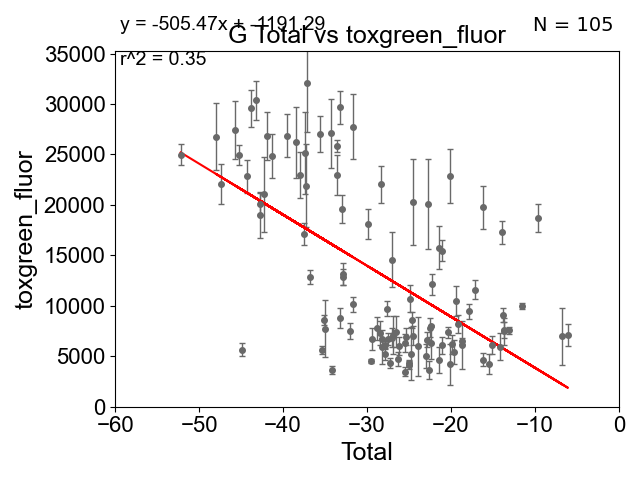 y = -505.47x + -1191.29
N = 105
G Total vs toxgreen_fluor
r^2 = 0.35
35000
30000
25000
20000
15000
10000
5000
0
toxgreen_fluor
−60 −50 −40 −30 −20 −10 0
Total